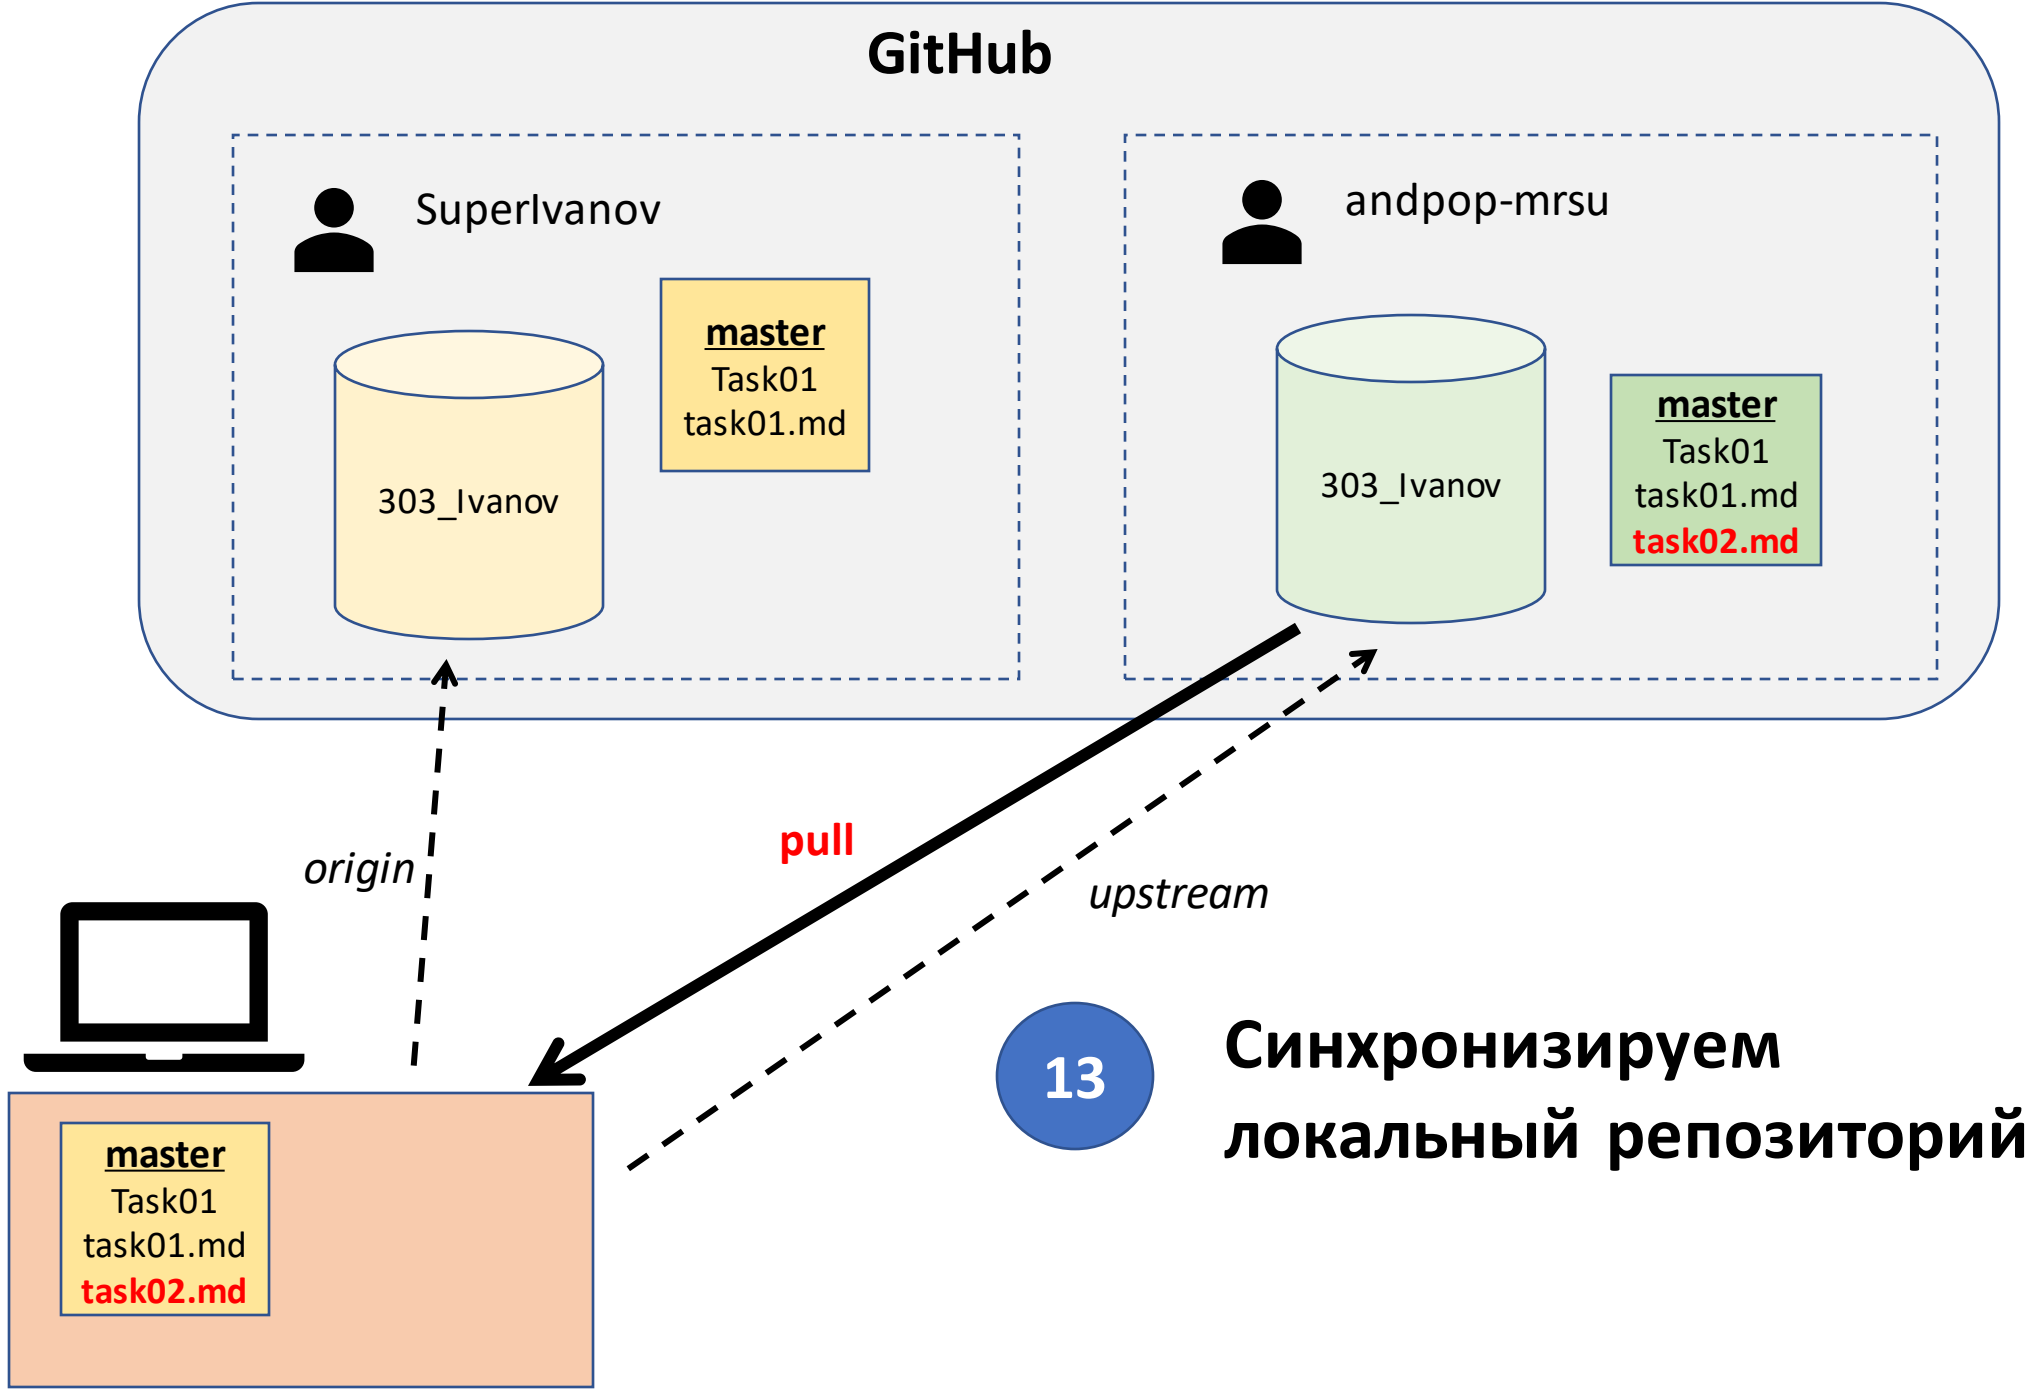 GitHub
SuperIvanov
master
Task01
task01.md
303_Ivanov
andpop-mrsu
303_Ivanov
master
Task01
task01.md
task02.md
origin
pull
upstream
master
Task01
task01.md
task02.md
13
Синхронизируем
локальный репозиторий